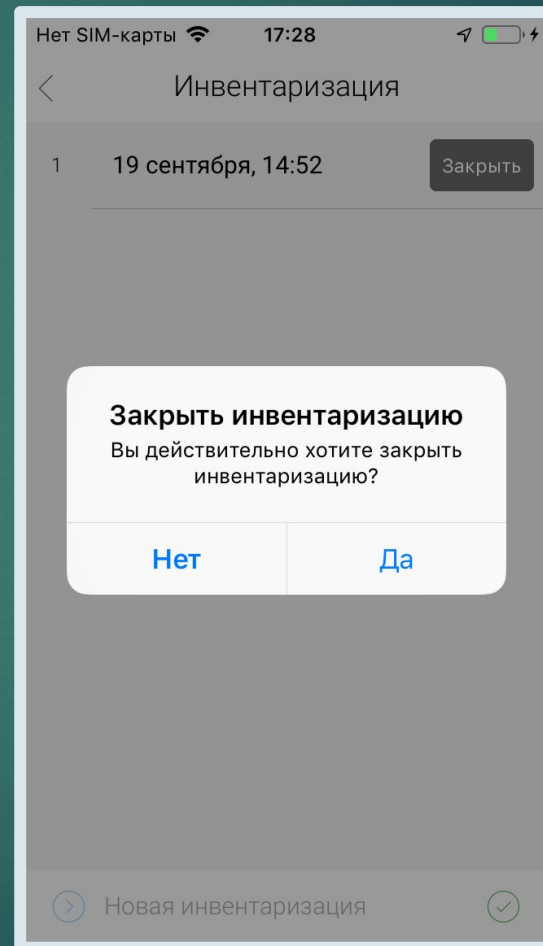 Нет SIM-карты 17:28
Инвентаризация
1 19 сентября, 14:52 Закрыть
Закрыть инвентаризацию
Вы действительно хотите закрыть
инвентаризацию?
Нет Да
Новая инвентаризация